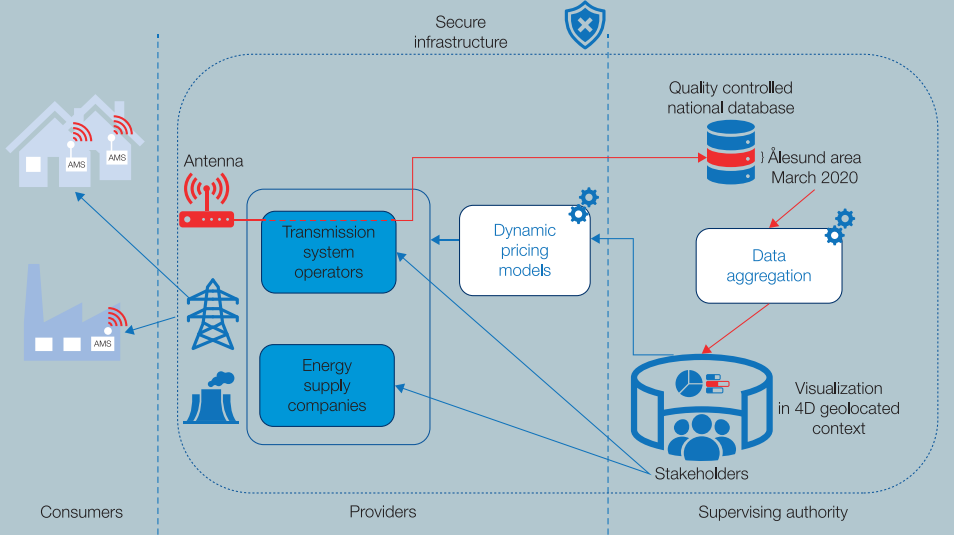 Secure
infrastructure
Quality controlled
national database
Ålesund area
March 2020
AMS
AMS
Antenna
Transmission
system
operators
Dynamic
pricing
models
Data
aggregation
AMS
Energy
supply
companies
Visualization
in 4D geolocated
context
Stakeholders
Consumers
Providers
Supervising authority